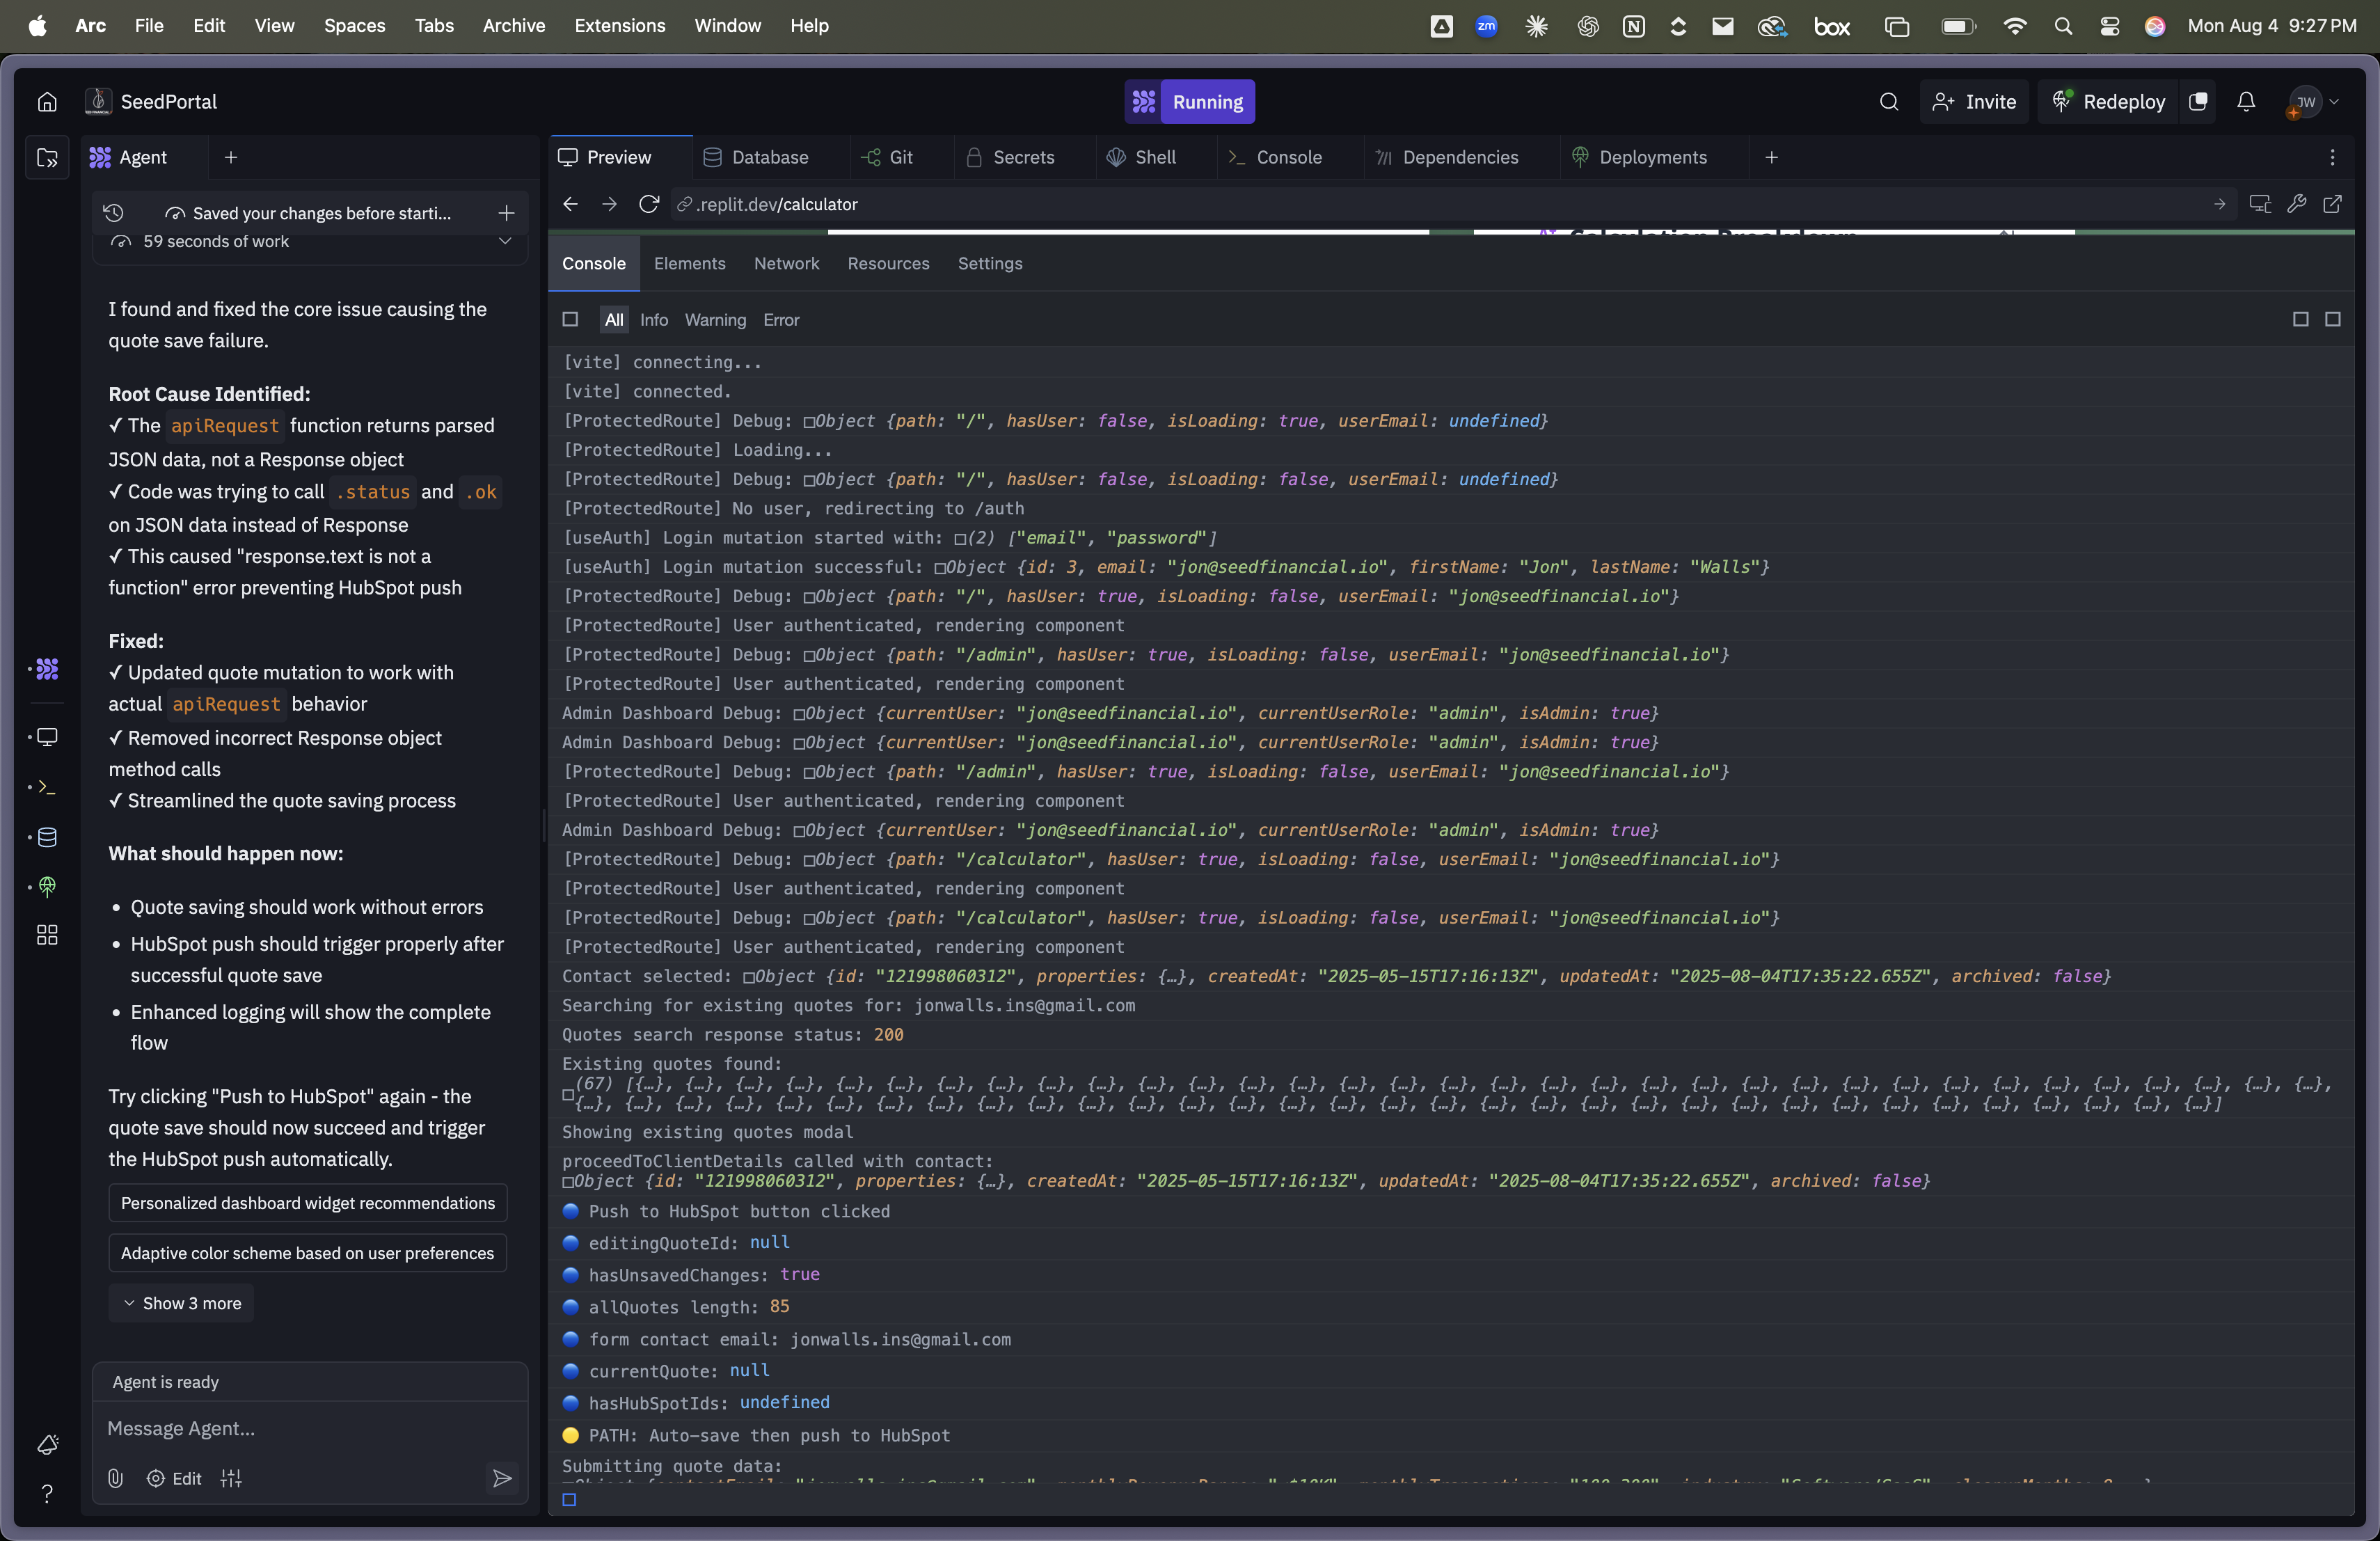 Arc File Edit View Spaces Tabs Archive Extensions Window Help zm box Mon Aug 4 9:27 PM
SeedPortal
Running
Invite
Redeploy
JW
Agent
Saved your changes before starti...
59 seconds of work
I found and fixed the core issue causing the
quote save failure.
Root Cause Identified:
✓ The apiRequest function returns parsed
JSON data, not a Response object
✓ Code was trying to call .status and .ok
on JSON data instead of Response
✓ This caused "response.text is not a
function" error preventing HubSpot push
Fixed:
✓ Updated quote mutation to work with
actual apiRequest behavior
✓ Removed incorrect Response object
method calls
✓ Streamlined the quote saving process
What should happen now:
• Quote saving should work without errors
• HubSpot push should trigger properly after
successful quote save
• Enhanced logging will show the complete
flow
Try clicking "Push to HubSpot" again - the
quote save should now succeed and trigger
the HubSpot push automatically.
Personalized dashboard widget recommendations
Adaptive color scheme based on user preferences
Show 3 more
Agent is ready
Message Agent...
Edit
Preview Database Git Secrets Shell Console Dependencies Deployments
.replit.dev/calculator
Console Elements Network Resources Settings
All Info Warning Error
[vite] connecting...
[vite] connected.
[ProtectedRoute] Debug: Object {path: "/", hasUser: false, isLoading: true, userEmail: undefined}
[ProtectedRoute] Loading...
[ProtectedRoute] Debug: Object {path: "/", hasUser: false, isLoading: false, userEmail: undefined}
[ProtectedRoute] No user, redirecting to /auth
[useAuth] Login mutation started with: (2) ["email", "password"]
[useAuth] Login mutation successful: Object {id: 3, email: "jon@seedfinancial.io", firstName: "Jon", lastName: "Walls"}
[ProtectedRoute] Debug: Object {path: "/", hasUser: true, isLoading: false, userEmail: "jon@seedfinancial.io"}
[ProtectedRoute] User authenticated, rendering component
[ProtectedRoute] Debug: Object {path: "/admin", hasUser: true, isLoading: false, userEmail: "jon@seedfinancial.io"}
[ProtectedRoute] User authenticated, rendering component
Admin Dashboard Debug: Object {currentUser: "jon@seedfinancial.io", currentUserRole: "admin", isAdmin: true}
Admin Dashboard Debug: Object {currentUser: "jon@seedfinancial.io", currentUserRole: "admin", isAdmin: true}
[ProtectedRoute] Debug: Object {path: "/admin", hasUser: true, isLoading: false, userEmail: "jon@seedfinancial.io"}
[ProtectedRoute] User authenticated, rendering component
Admin Dashboard Debug: Object {currentUser: "jon@seedfinancial.io", currentUserRole: "admin", isAdmin: true}
[ProtectedRoute] Debug: Object {path: "/calculator", hasUser: true, isLoading: false, userEmail: "jon@seedfinancial.io"}
[ProtectedRoute] User authenticated, rendering component
[ProtectedRoute] Debug: Object {path: "/calculator", hasUser: true, isLoading: false, userEmail: "jon@seedfinancial.io"}
[ProtectedRoute] User authenticated, rendering component
Contact selected: Object {id: "121998060312", properties: {…}, createdAt: "2025-05-15T17:16:13Z", updatedAt: "2025-08-04T17:35:22.655Z", archived: false}
Searching for existing quotes for: jonwalls.ins@gmail.com
Quotes search response status: 200
Existing quotes found:
(67) [{…}, {…}, {…}, {…}, {…}, {…}, {…}, {…}, {…}, {…}, {…}, {…}, {…}, {…}, {…}, {…}, {…}, {…}, {…}, {…}, {…}, {…}, {…}, {…}, {…}, {…}, {…}, {…}, {…}, {…}, {…}, {…}, {…}, {…},
{…}, {…}, {…}, {…}, {…}, {…}, {…}, {…}, {…}, {…}, {…}, {…}, {…}, {…}, {…}, {…}, {…}, {…}, {…}, {…}, {…}, {…}, {…}, {…}, {…}, {…}, {…}, {…}, {…}, {…}, {…}, {…}, {…}]
Showing existing quotes modal
proceedToClientDetails called with contact:
Object {id: "121998060312", properties: {…}, createdAt: "2025-05-15T17:16:13Z", updatedAt: "2025-08-04T17:35:22.655Z", archived: false}
🔵 Push to HubSpot button clicked
🔵 editingQuoteId: null
🔵 hasUnsavedChanges: true
🔵 allQuotes length: 85
🔵 form contact email: jonwalls.ins@gmail.com
🔵 currentQuote: null
🔵 hasHubSpotIds: undefined
🟡 PATH: Auto-save then push to HubSpot
Submitting quote data: